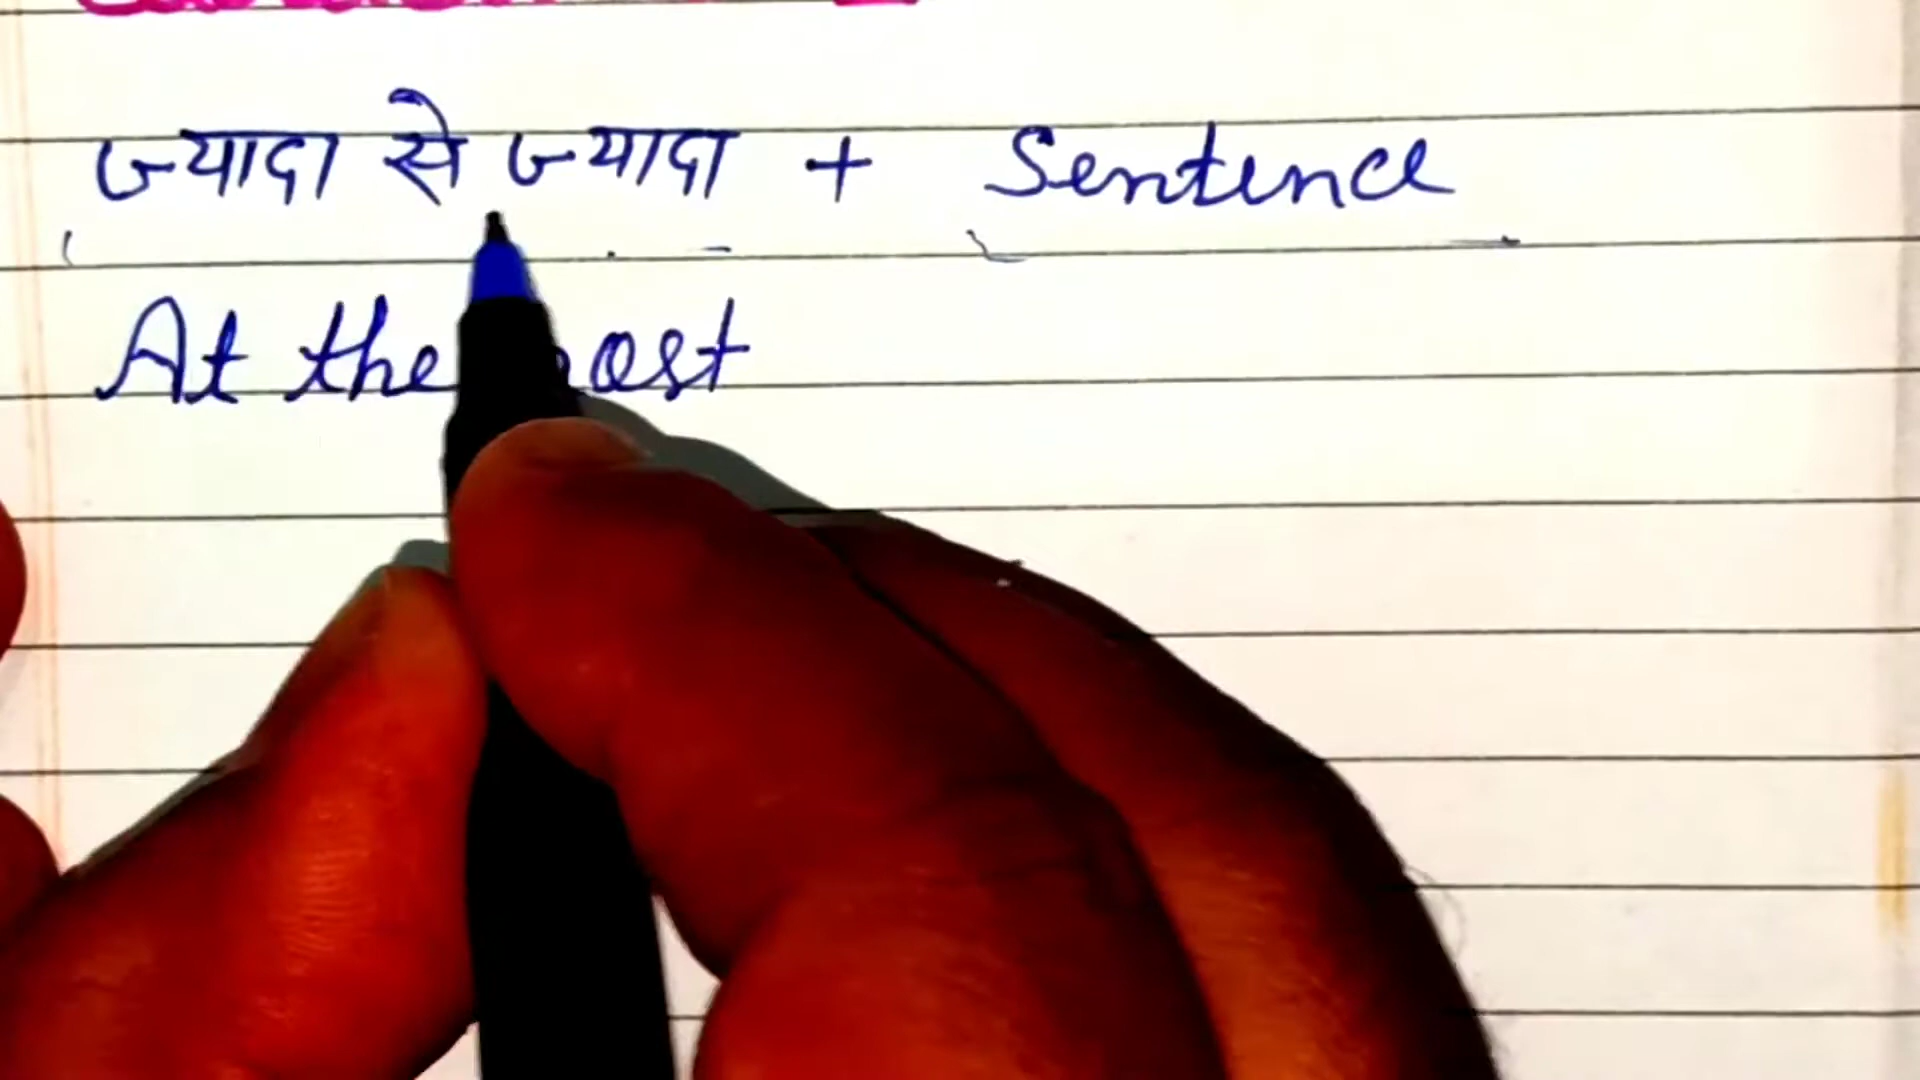 ज्यादा से ज्यादा + Sentence
At the